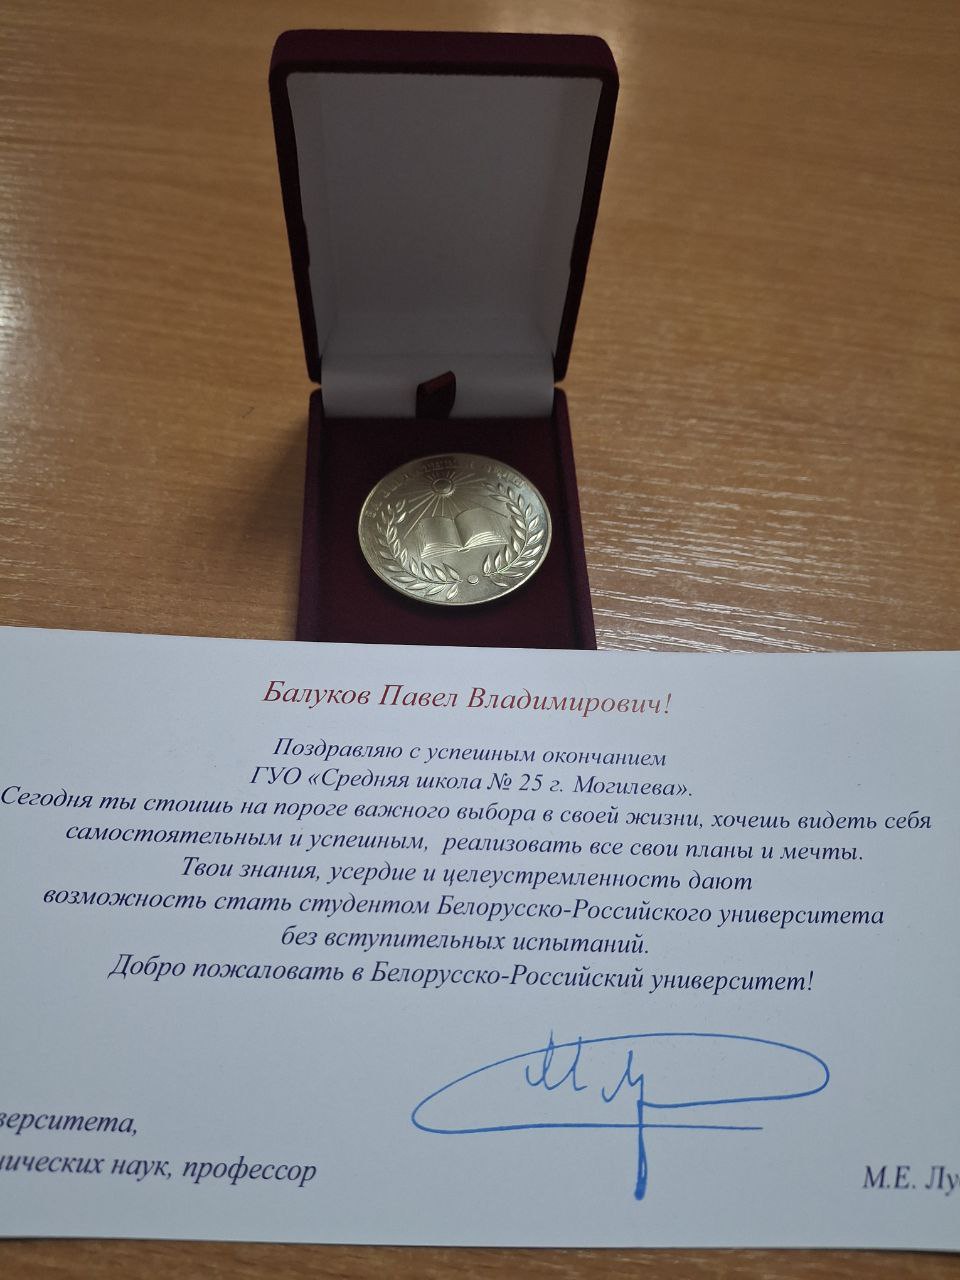 Балуков Павел Владимирович!
Поздравляю с успешным окончанием
ГУО «Средняя школа № 25 г. Могилева».
Сегодня ты стоишь на пороге важного выбора в своей жизни, хочешь видеть себя
самостоятельным и успешным, реализовать все свои планы и мечты.
Твои знания, усердие и целеустремленность дают
возможность стать студентом Белорусско-Российского университета
без вступительных испытаний.
Добро пожаловать в Белорусско-Российский университет!
верситета,
нических наук, профессор
М.Е. Лу